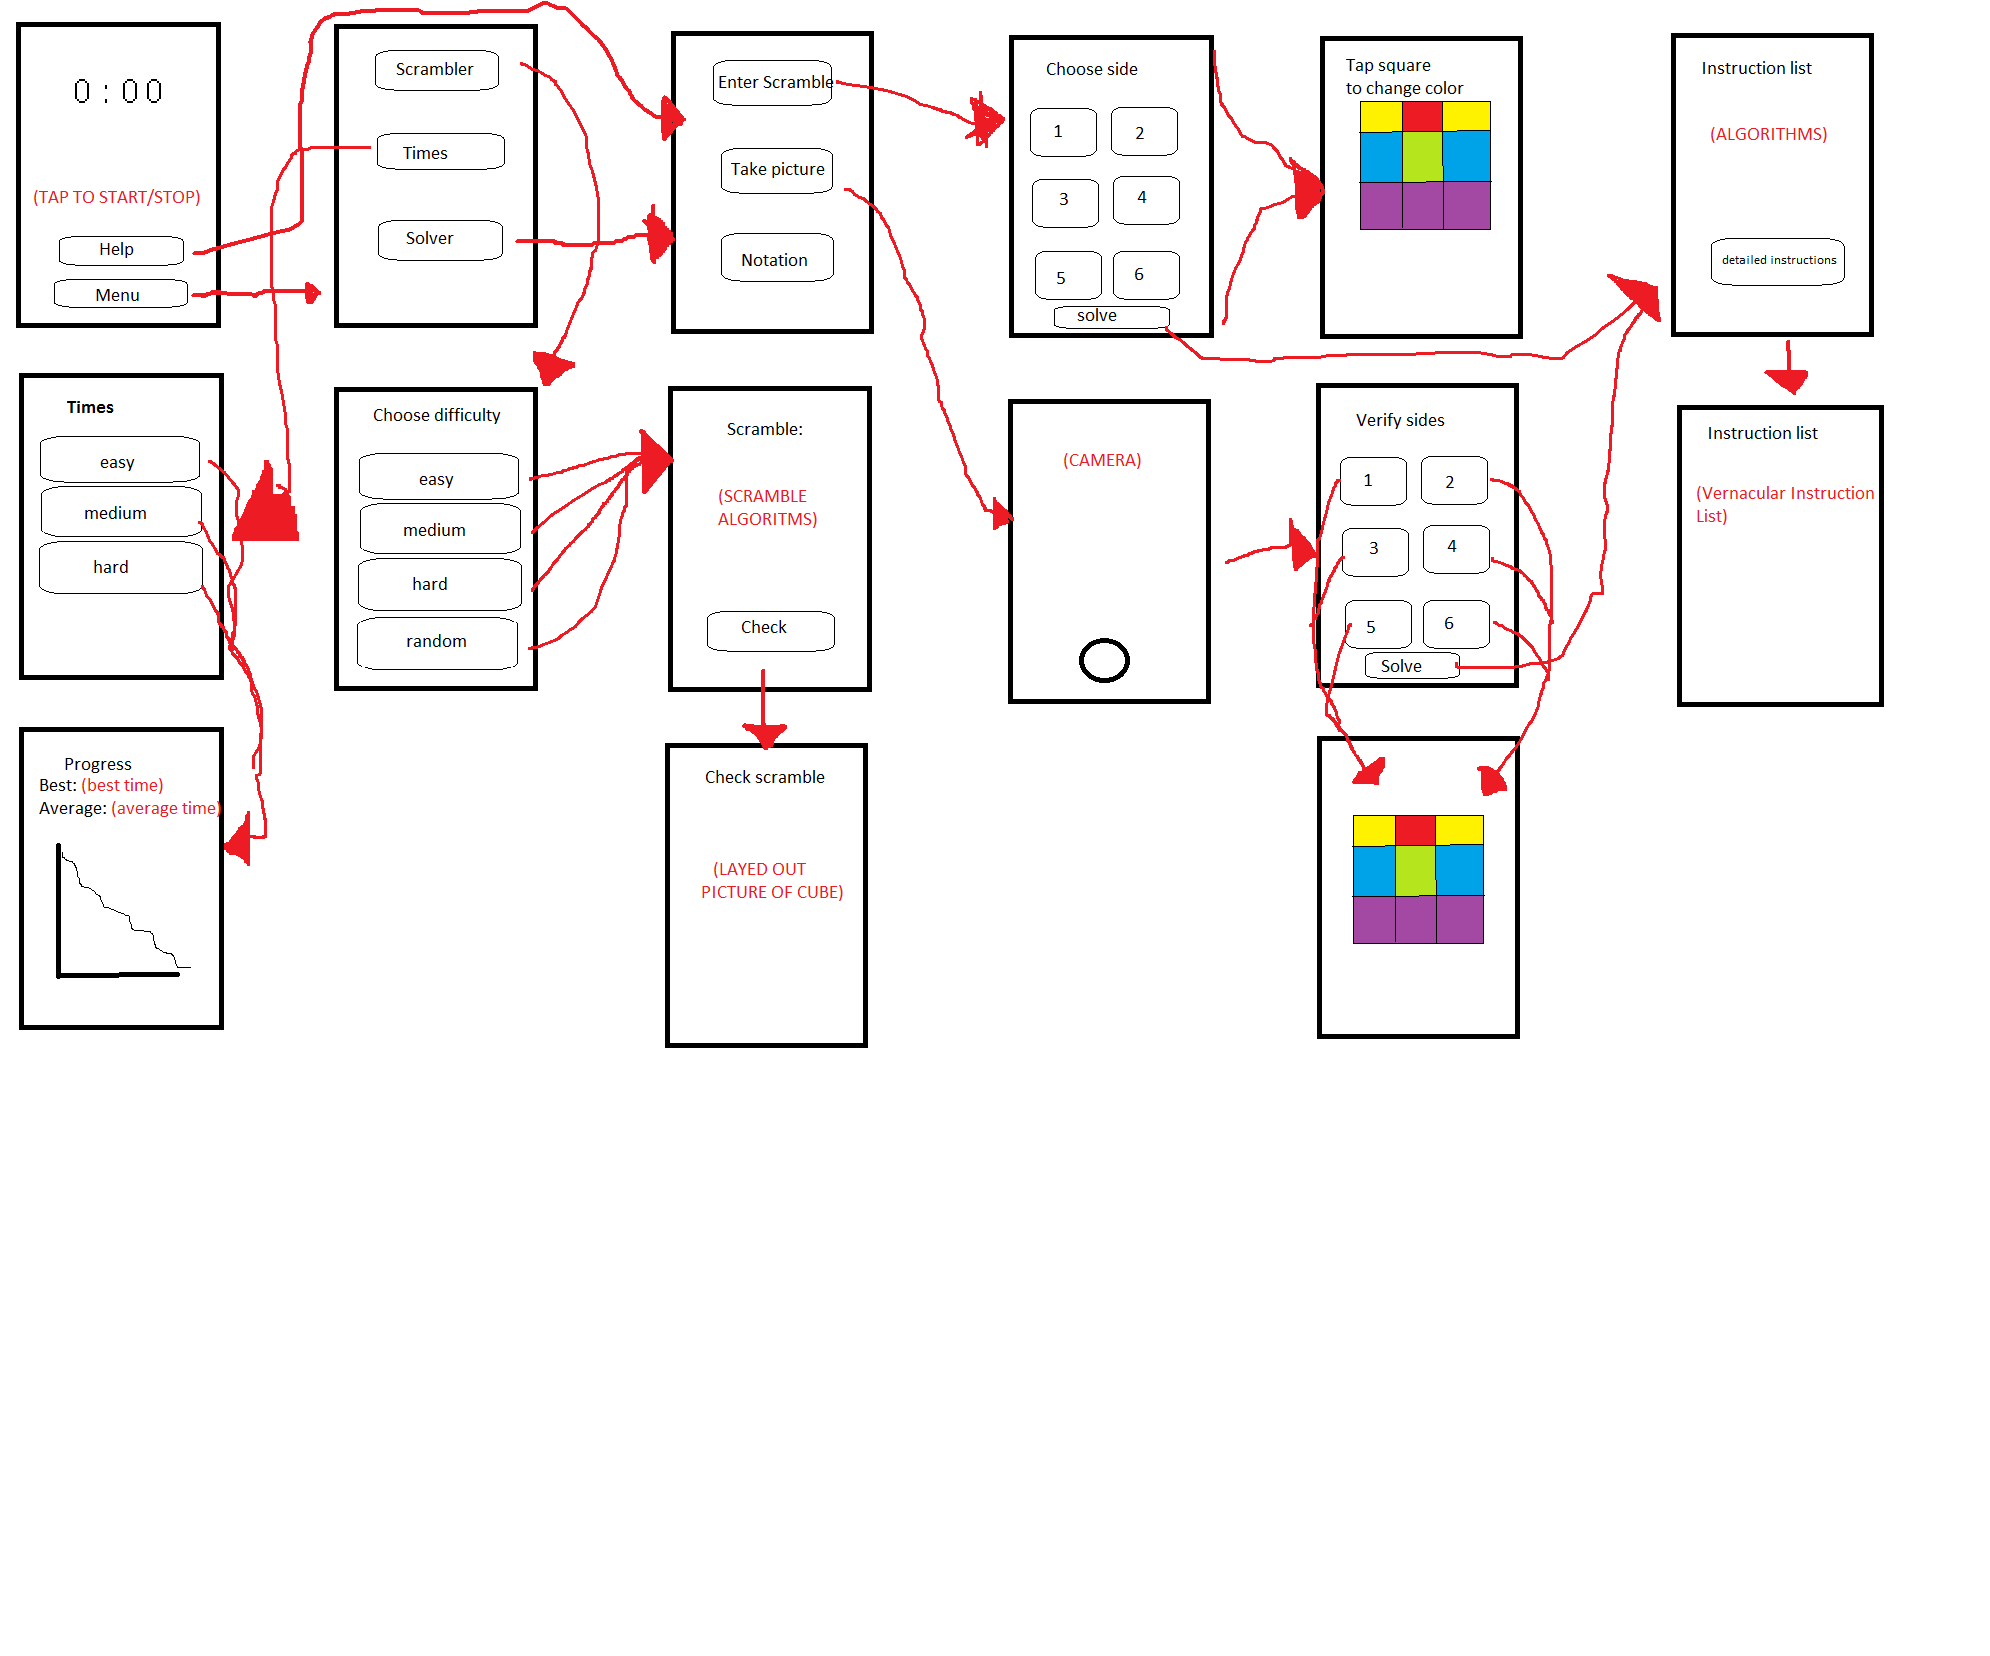 0:00
(TAP TO START/STOP)
Help
Menu
Scrambler
Times
Solver
Enter Scramble
Take picture
Notation
Choose side
1
2
3
4
5
6
solve
Tap square
to change color
Instruction list
(ALGORITHMS)
detailed instructions
Times
easy
medium
hard
Choose difficulty
easy
medium
hard
random
Scramble:
(SCRAMBLE
ALGORITMS)
Check
(CAMERA)
Verify sides
1
2
3
4
5
6
Solve
Instruction list
(Vernacular Instruction
List)
Progress
Best: (best time)
Average: (average time)
Check scramble
(LAYED OUT
PICTURE OF CUBE)